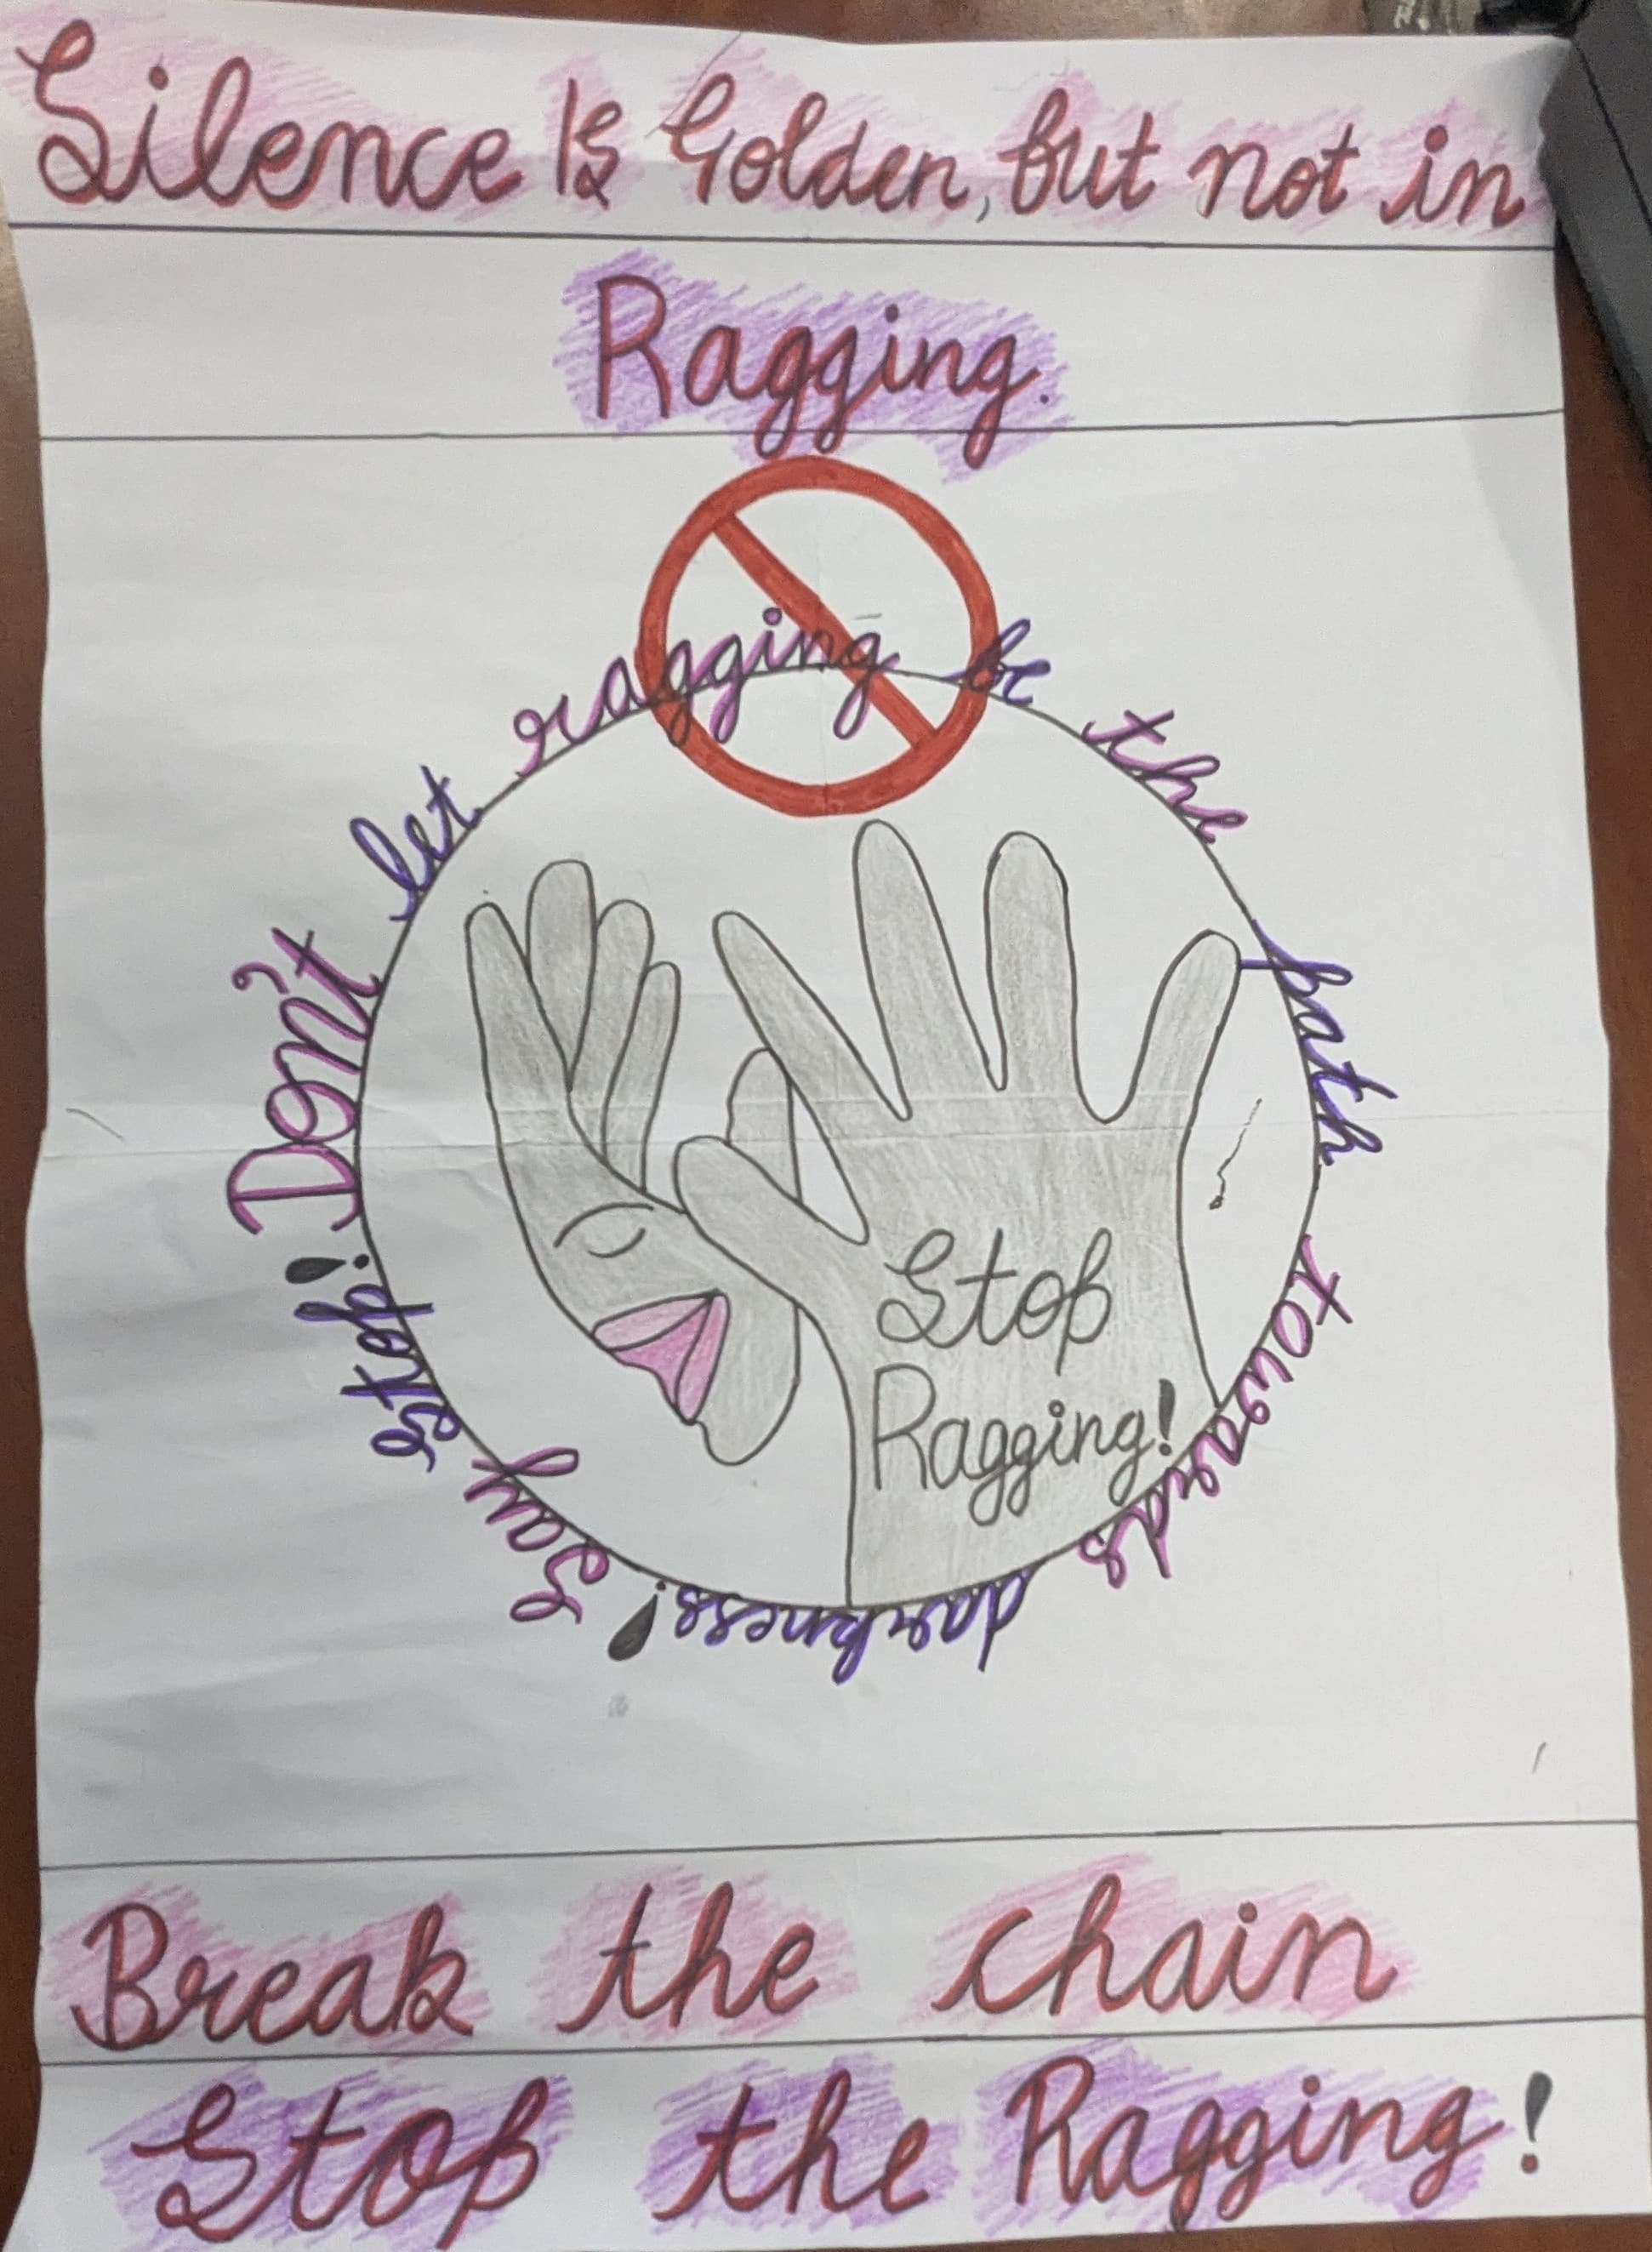 Silence Is Golden, but not in
Ragging.
Don't let ragging be the path towards darkness! Say Stop!
Stop
Ragging!
Break the chain
Stop the Ragging!